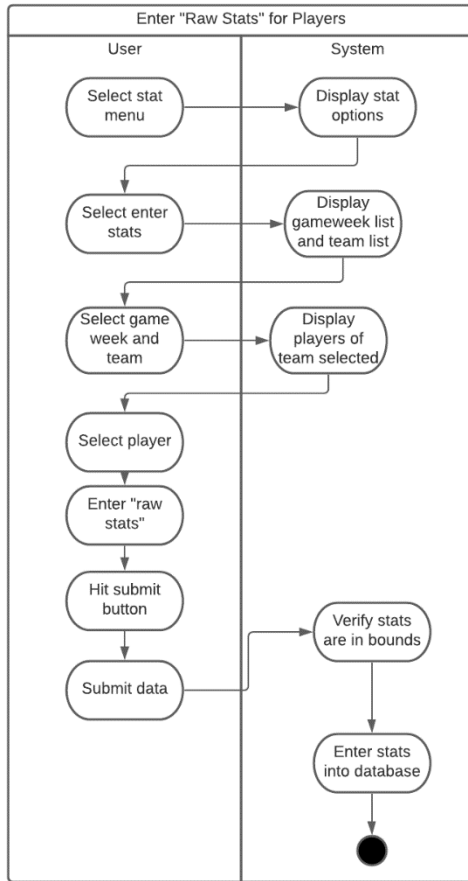 Enter "Raw Stats" for Players
User
System
Select stat
menu
Display stat
options
Select enter
stats
Display
gameweek list
and team list
Select game
week and
team
Display
players of
team selected
Select player
Enter "raw
stats"
Hit submit
button
Verify stats
are in bounds
Submit data
Enter stats
into database